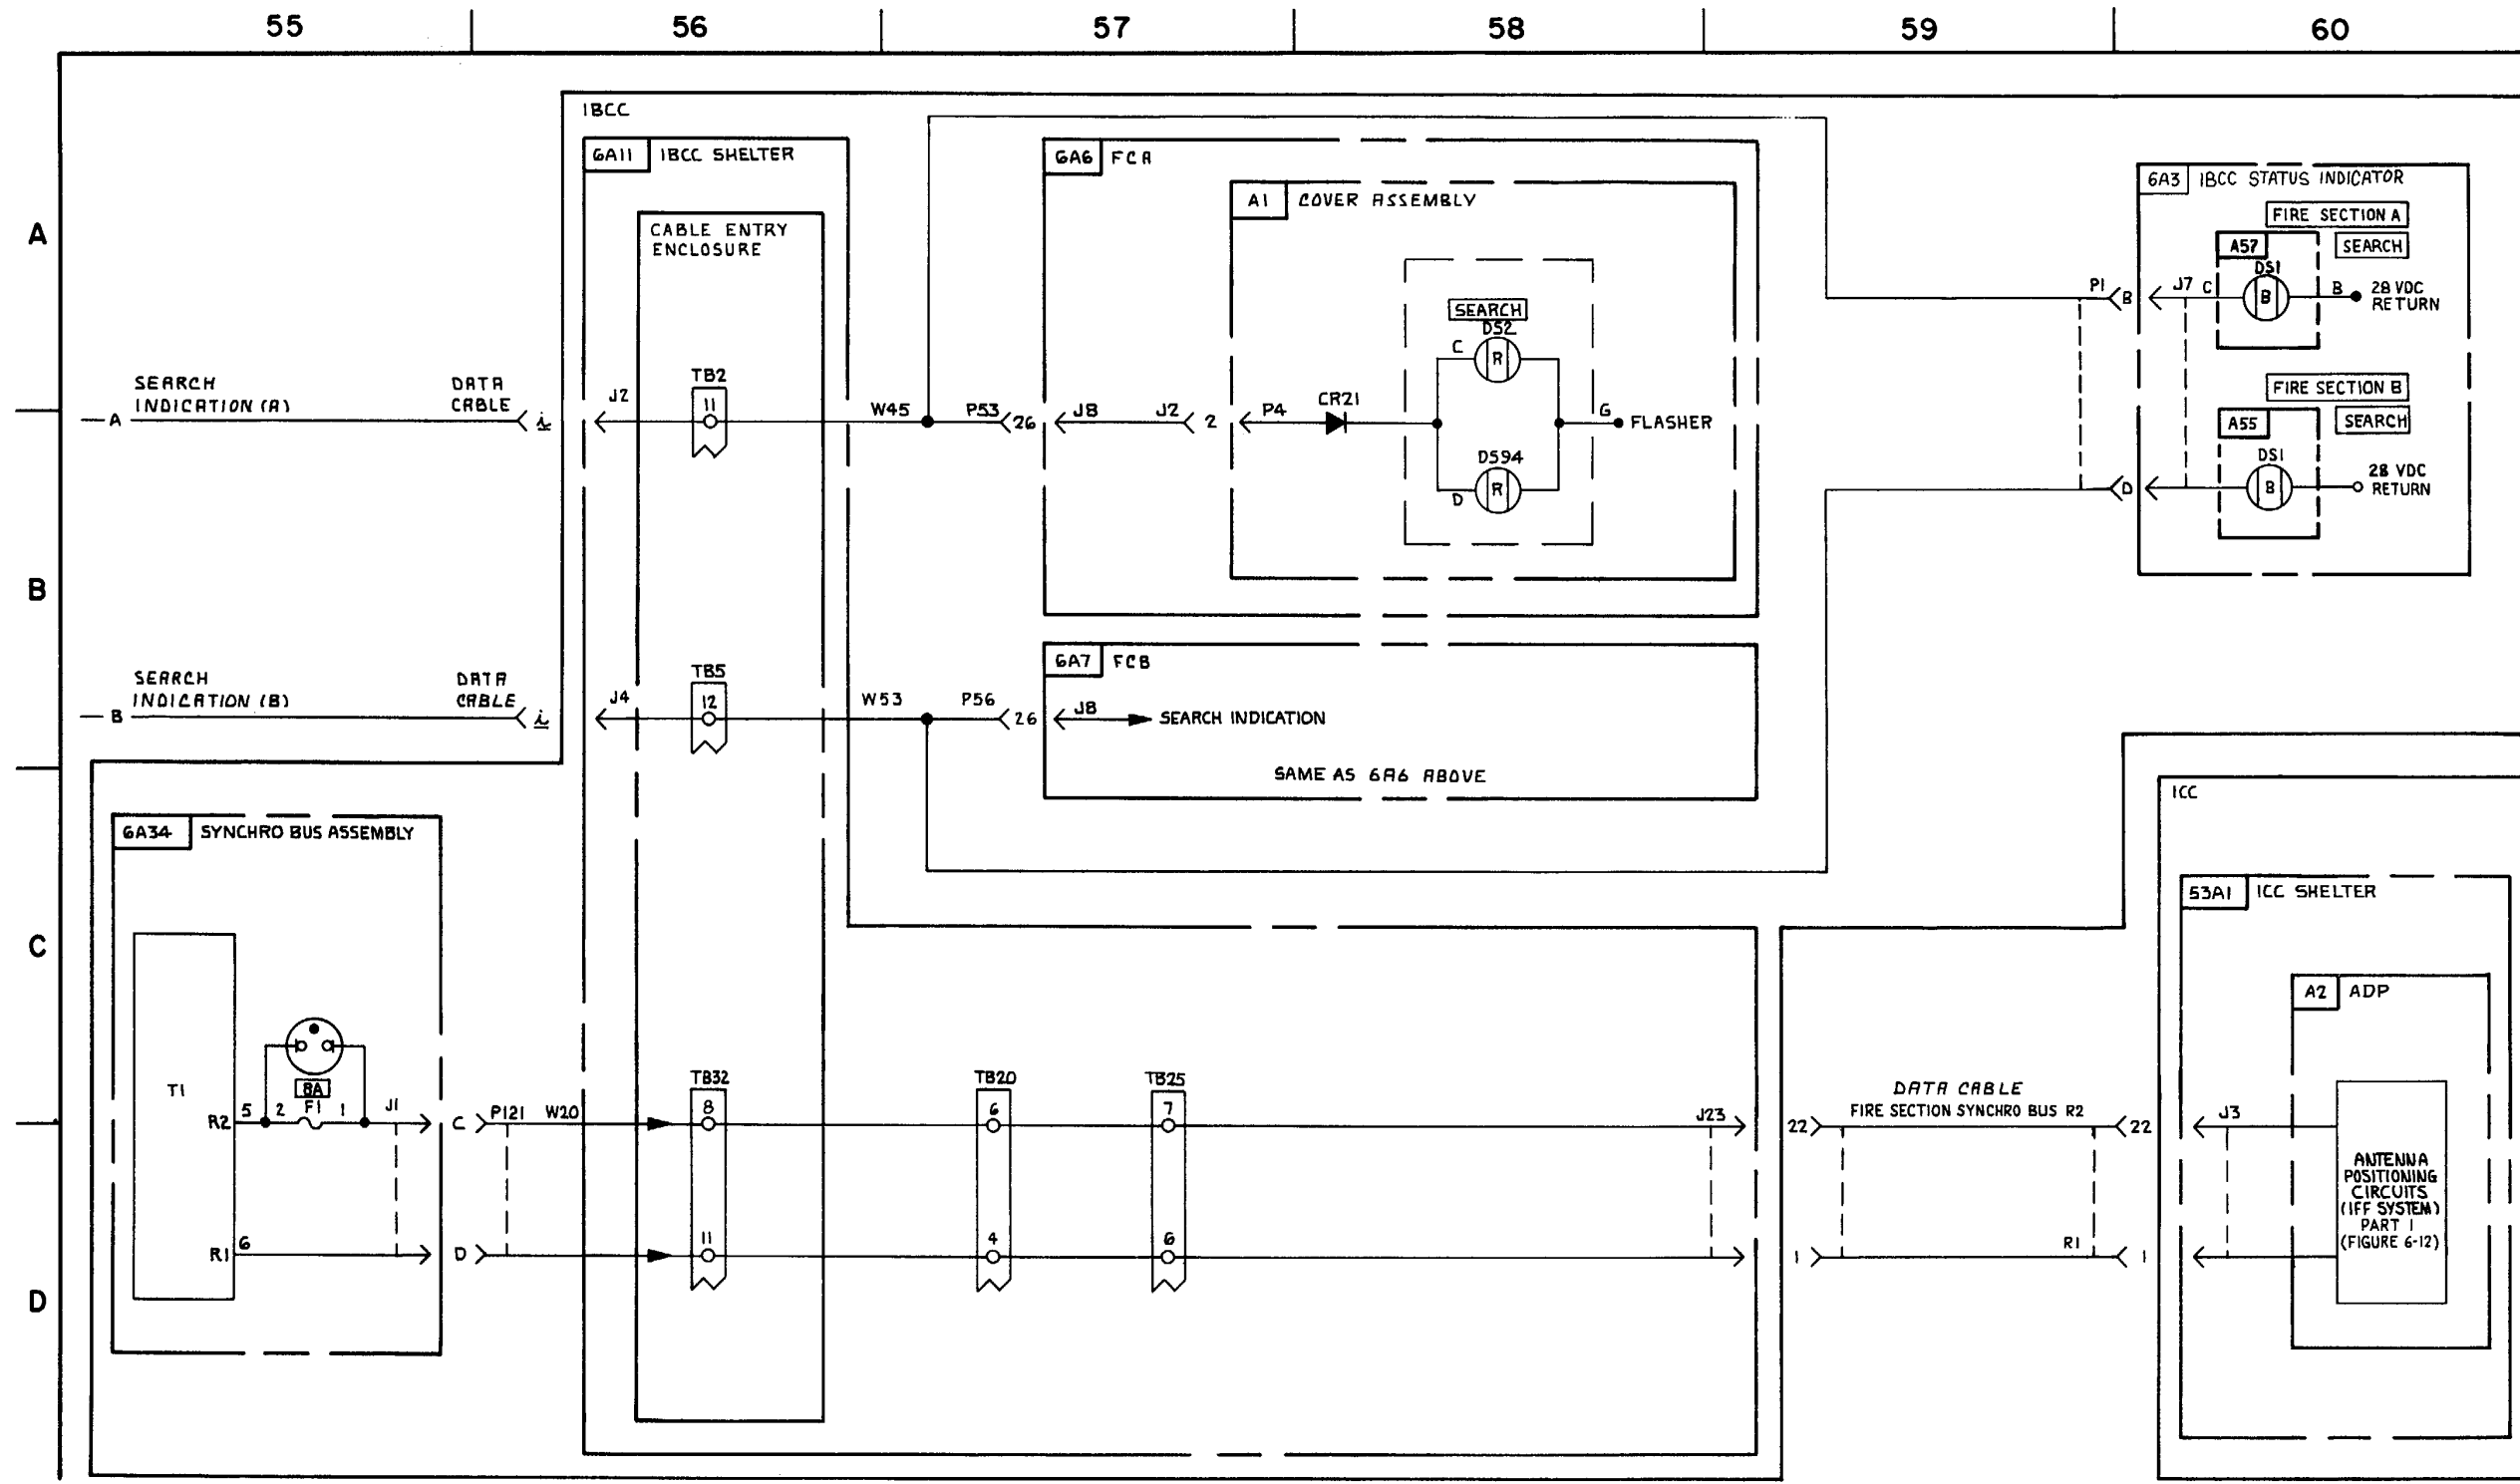 55
56
57
58
59
60
A
B
C
D
IBCC
6A11 IBCC SHELTER
CABLE ENTRY
ENCLOSURE
6A6 FCA
A1 COVER ASSEMBLY
SEARCH
DS2
C
R
DS94
D
R
SEARCH
INDICATION (A)
DATA
CABLE
A
i
J2
TB2
11
W45
P53
26
J8
J2
2
P4
CR21
G
FLASHER
6A3 IBCC STATUS INDICATOR
FIRE SECTION A
A57
SEARCH
DS1
P1
B
J7
C
B
B
28 VDC
RETURN
FIRE SECTION B
A55
SEARCH
DS1
D
B
28 VDC
RETURN
SEARCH
INDICATION (B)
DATA
CABLE
B
i
J4
TB5
12
W53
P56
26
6A7 FCB
J8
SEARCH INDICATION
SAME AS 6A6 ABOVE
6A34 SYNCHRO BUS ASSEMBLY
T1
8A
F1
R2
5
2
1
J1
C
P121
W20
R1
6
D
TB32
8
11
TB20
6
4
TB25
7
6
J23
22
1
DATA CABLE
FIRE SECTION SYNCHRO BUS R2
R1
22
1
ICC
53A1 ICC SHELTER
A2 ADP
J3
ANTENNA
POSITIONING
CIRCUITS
(IFF SYSTEM)
PART 1
(FIGURE 6-12)